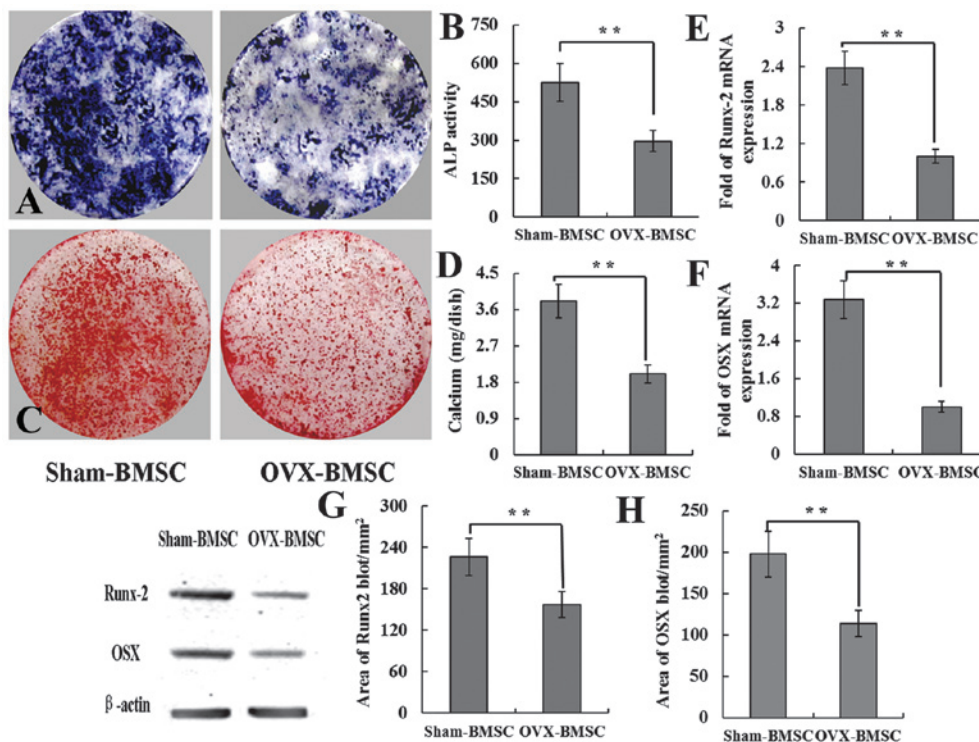 A
B
ALP activity
750
600
450
300
150
0
**
Sham-BMSC OVX-BMSC
E
Fold of Runx-2 mRNA
expression
3
2.4
1.8
1.2
0.6
0
**
Sham-BMSC OVX-BMSC
C
Sham-BMSC OVX-BMSC
D
Calcium (mg/dish)
4.5
3.6
2.7
1.8
0.9
0
**
Sham-BMSC OVX-BMSC
F
Fold of OSX mRNA
expression
4
3.2
2.4
1.6
0.8
0
**
Sham-BMSC OVX-BMSC
Sham-BMSC OVX-BMSC
Runx-2
OSX
β-actin
G
Area of Runx2 blot/mm²
300
240
180
120
60
0
**
Sham-BMSC OVX-BMSC
H
Area of OSX blot/mm²
250
200
150
100
50
0
**
Sham-BMSC OVX-BMSC